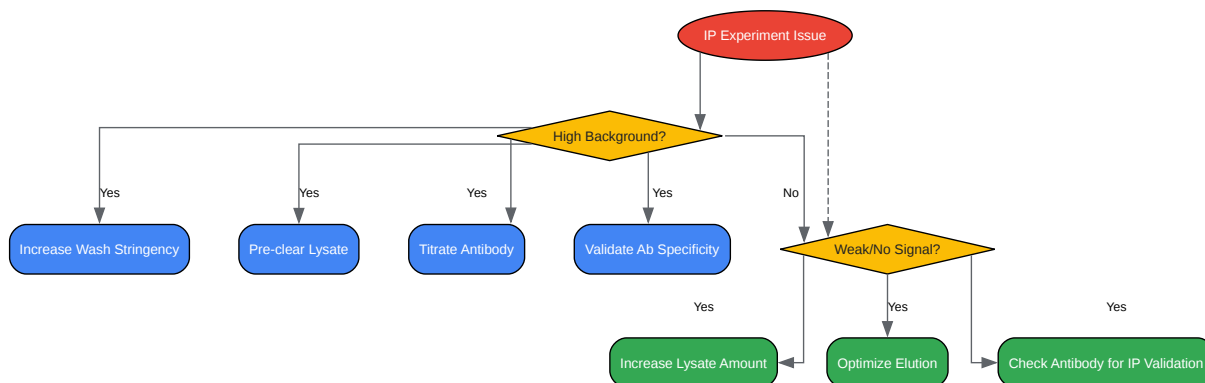 IP Experiment Issue
High Background?
Yes
Yes
Yes
Yes
No
Increase Wash Stringency
Pre-clear Lysate
Titrate Antibody
Validate Ab Specificity
Weak/No Signal?
Yes
Yes
Yes
Increase Lysate Amount
Optimize Elution
Check Antibody for IP Validation